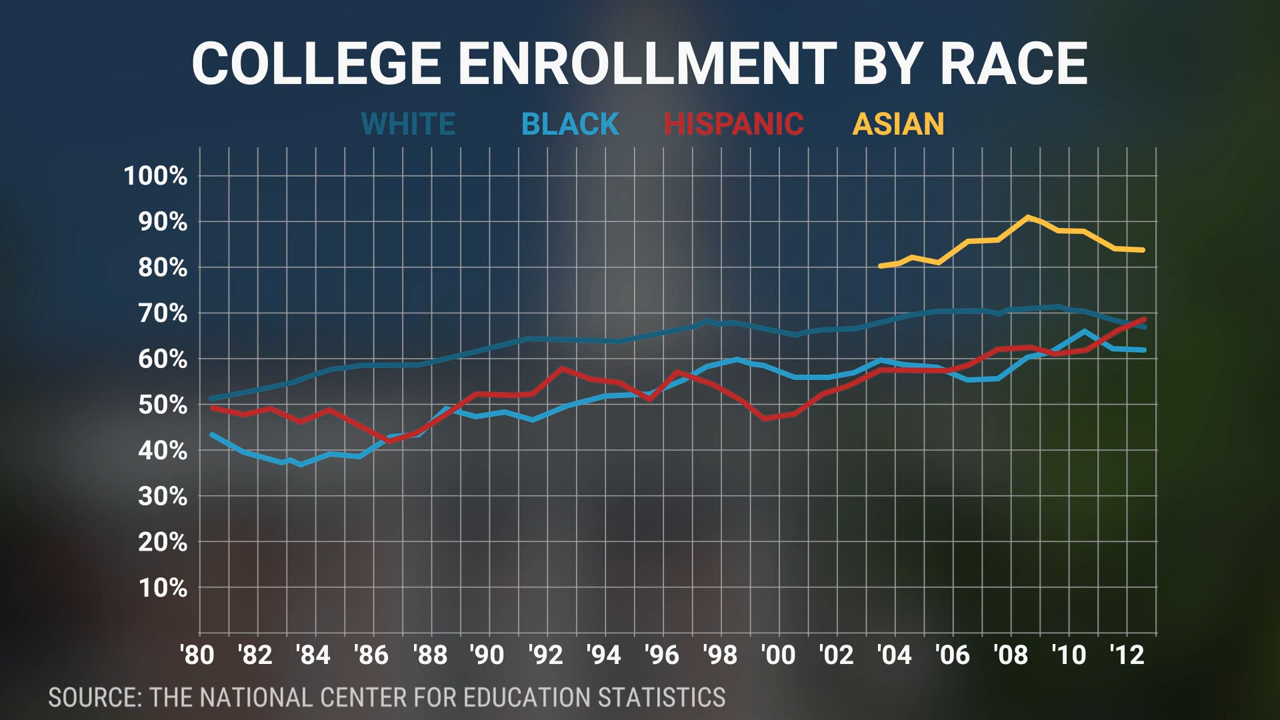 COLLEGE ENROLLMENT BY RACE
WHITE BLACK HISPANIC ASIAN
100%
90%
80%
70%
60%
50%
40%
30%
20%
10%
'80 '82 '84 '86 '88 '90 '92 '94 '96 '98 '00 '02 '04 '06 '08 '10 '12
SOURCE: THE NATIONAL CENTER FOR EDUCATION STATISTICS